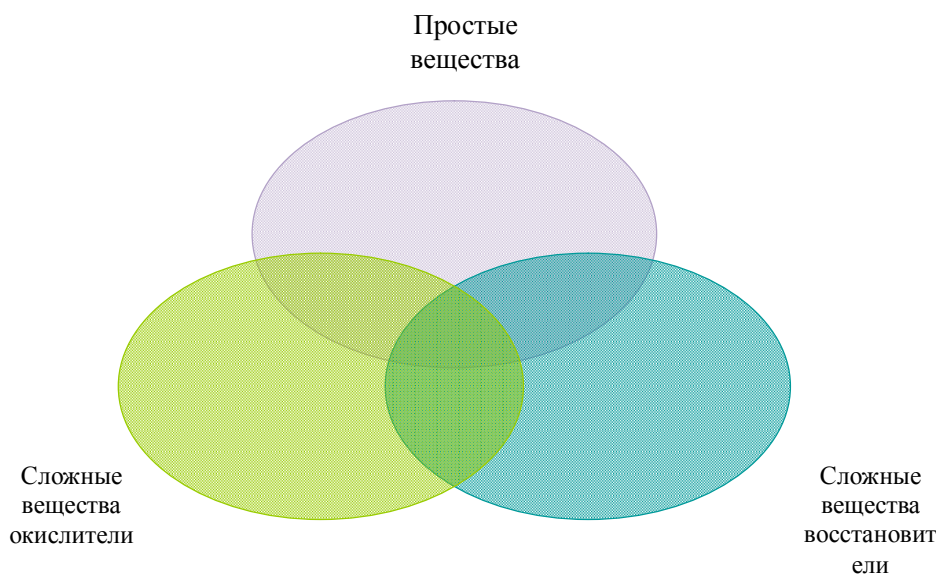 Простые
вещества
Сложные
вещества
окислители
Сложные
вещества
восстановит
ели